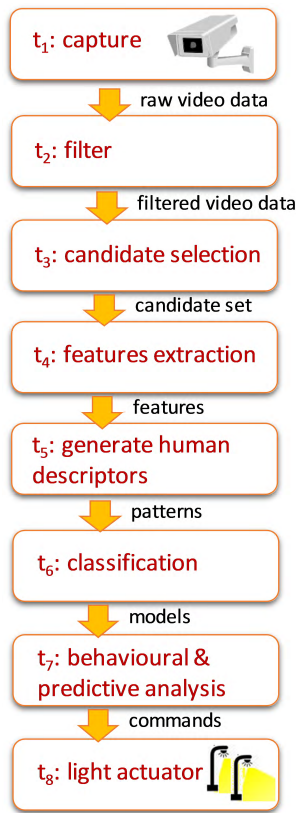 t₁: capture
raw video data
t₂: filter
filtered video data
t₃: candidate selection
candidate set
t₄: features extraction
features
t₅: generate human
descriptors
patterns
t₆: classification
models
t₇: behavioural &
predictive analysis
commands
t₈: light actuator